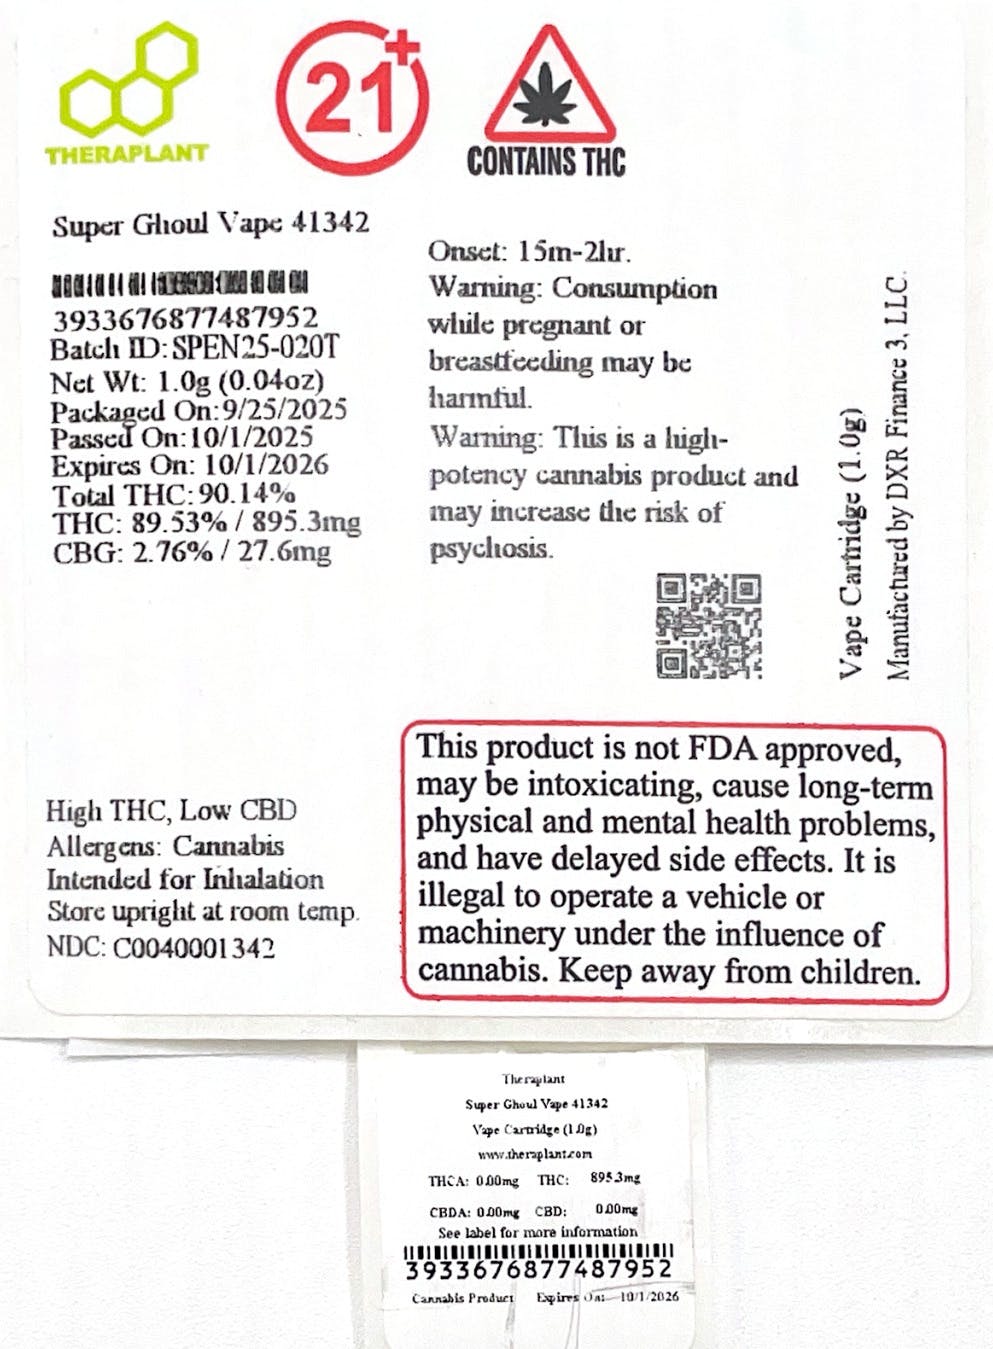 THERAPLANT
21+
CONTAINS THC
Super Ghoul Vape 41342
3933676877487952
Batch ID: SPEN25-020T
Net Wt: 1.0g (0.04oz)
Packaged On: 9/25/2025
Passed On: 10/1/2025
Expires On: 10/1/2026
Total THC: 90.14%
THC: 89.53% / 895.3mg
CBG: 2.76% / 27.6mg
Onset: 15m-2hr.
Warning: Consumption
while pregnant or
breastfeeding may be
harmful.
Warning: This is a high-
potency cannabis product and
may increase the risk of
psychosis.
Vape Cartridge (1.0g)
Manufactured by DXR Finance 3, LLC.
High THC, Low CBD
Allergens: Cannabis
Intended for Inhalation
Store upright at room temp.
NDC: C0040001342
This product is not FDA approved,
may be intoxicating, cause long-term
physical and mental health problems,
and have delayed side effects. It is
illegal to operate a vehicle or
machinery under the influence of
cannabis. Keep away from children.
Theraplant
Super Ghoul Vape 41342
Vape Cartridge (1.0g)
www.theraplant.com
THCA: 0.00mg THC: 895.3mg
CBDA: 0.00mg CBD: 0.00mg
See label for more information
3933676877487952
Cannabis Product Expires On: 10/1/2026